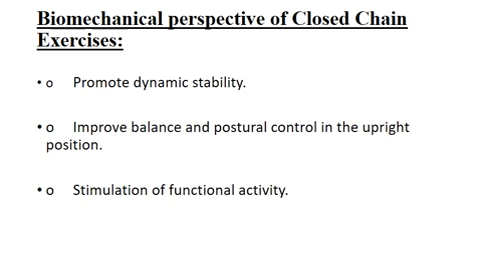 Biomechanical perspective of Closed Chain
Exercises:
• o Promote dynamic stability.
• o Improve balance and postural control in the upright
position.
• o Stimulation of functional activity.